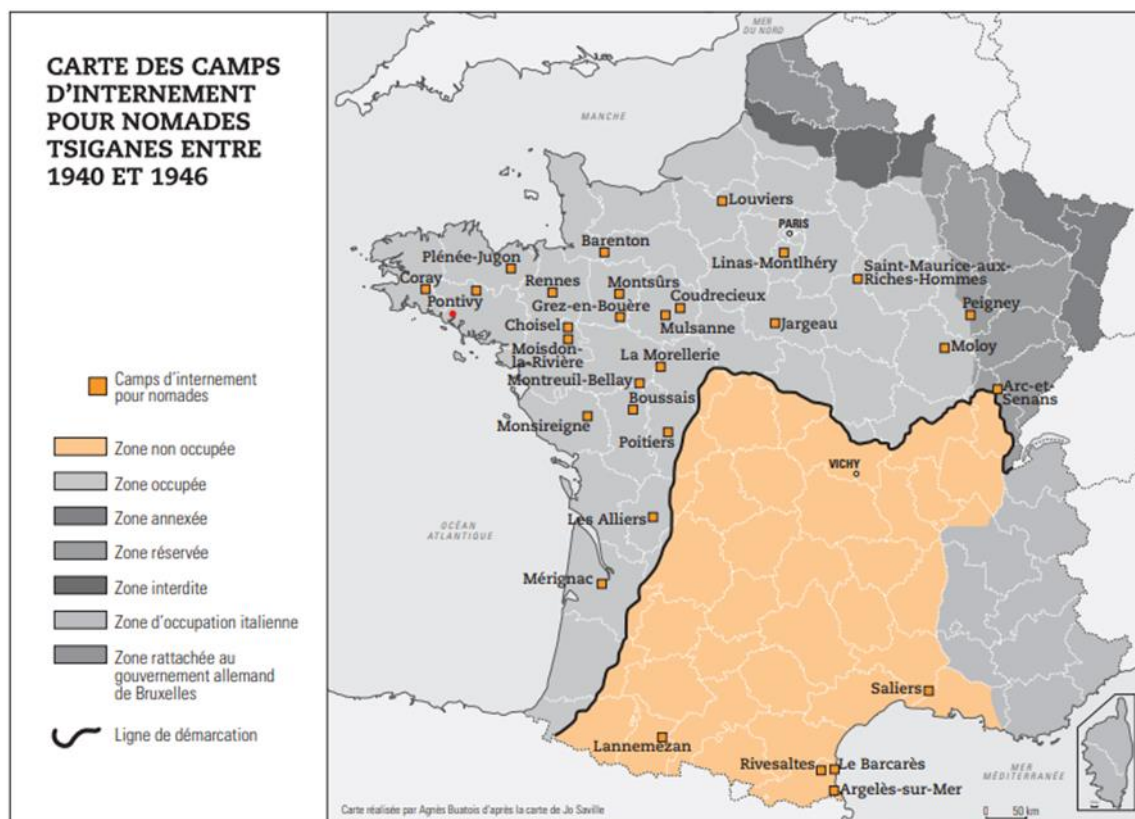 CARTE DES CAMPS
D'INTERNEMENT
POUR NOMADES
TSIGANES ENTRE
1940 ET 1946
Camps d'internement
pour nomades
Zone non occupée
Zone occupée
Zone annexée
Zone réservée
Zone interdite
Zone d'occupation italienne
Zone rattachée au
gouvernement allemand
de Bruxelles
Ligne de démarcation
MER
DU NORD
MANCHE
Louviers
PARIS
Barenton
Linas-Montlhéry
Plénée-Jugon
Saint-Maurice-aux-
Riches-Hommes
Coray
Rennes
Montsûrs
Pontivy
Grez-en-Bouère
Coudrecieux
Peigney
Choisel
Mulsanne
Jargeau
Moisdon-
la-Rivière
La Morellerie
Moloy
Montreuil-Bellay
Arc-et-
Senans
Boussais
Monsireigne
Poitiers
VICHY
Les Alliers
OCÉAN
ATLANTIQUE
Mérignac
Saliers
Lannemezan
Rivesaltes
Le Barcarès
MER
MÉDITERRANÉE
Argelès-sur-Mer
Carte réalisée par Agnès Buatois d'après la carte de Jo Saville
0 50 km